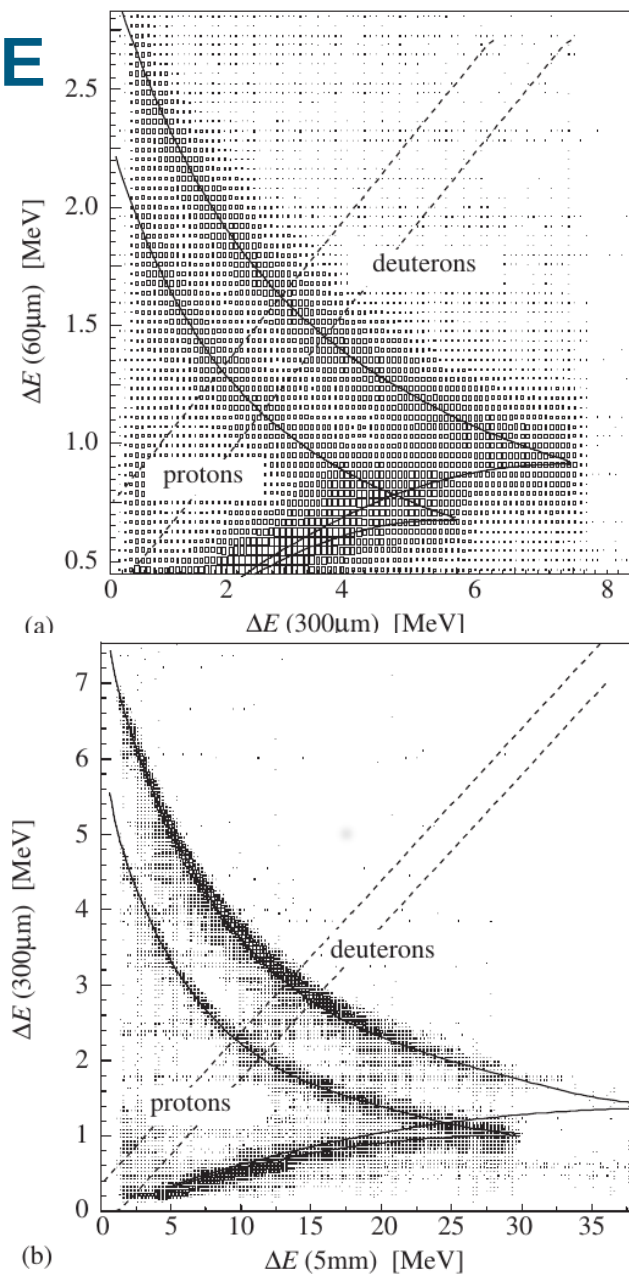 E
2.5
2.0
1.5
1.0
0.5
ΔE (60μm) [MeV]
deuterons
protons
0 2 4 6 8
(a) ΔE (300μm) [MeV]
7
6
5
4
3
2
1
0
ΔE (300μm) [MeV]
deuterons
protons
0 5 10 15 20 25 30 35
(b) ΔE (5mm) [MeV]